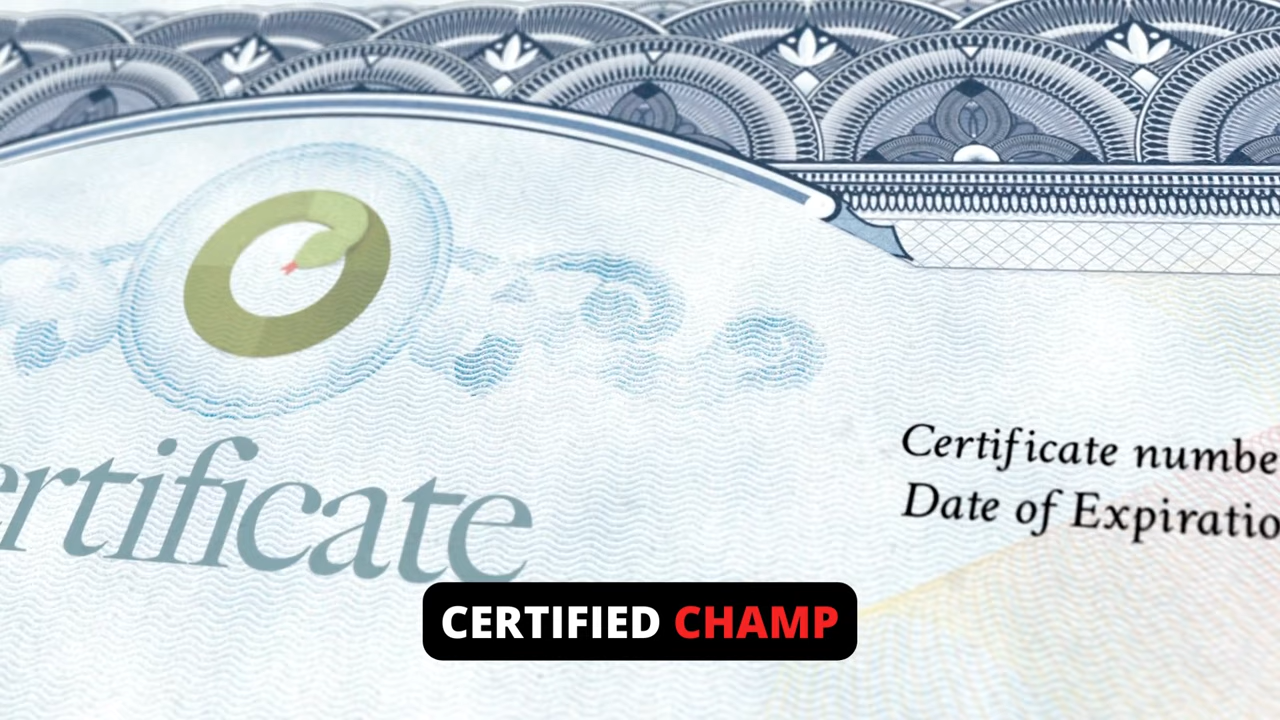 ertificate
Certificate numbe
Date of Expiratio
CERTIFIED CHAMP